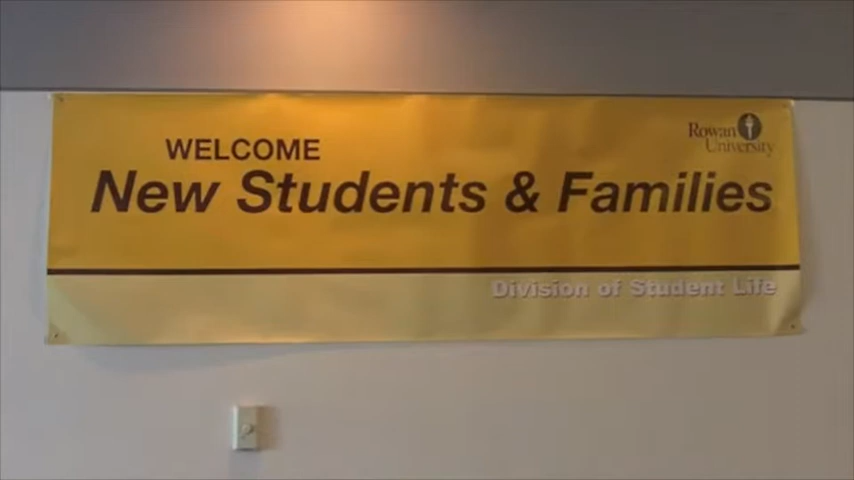 WELCOME
New Students & Families
Rowan
University
Division of Student Life